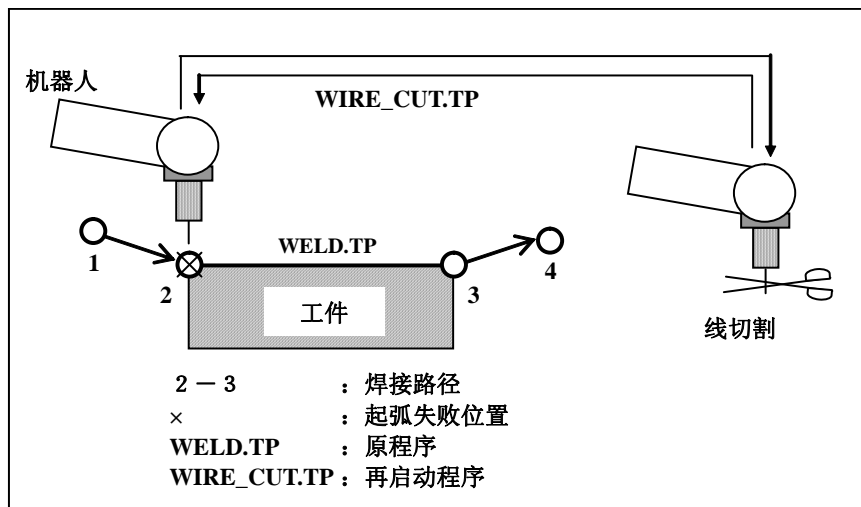 机器人
WIRE_CUT.TP
WELD.TP
1
2
3
4
工件
线切割
2－3 ：焊接路径
× ：起弧失败位置
WELD.TP ：原程序
WIRE_CUT.TP ：再启动程序